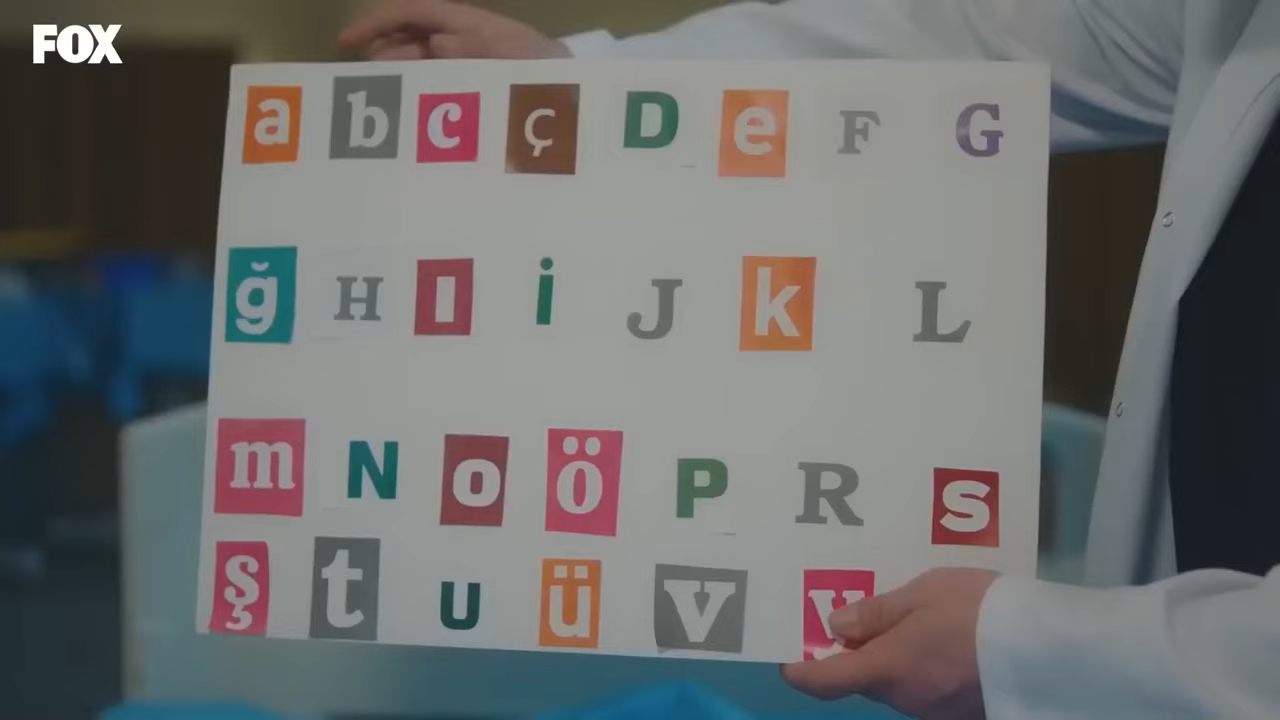 FOX
a b c ç D e F G
ğ H I i J k L
m N o ö P R s
ş t u ü v y